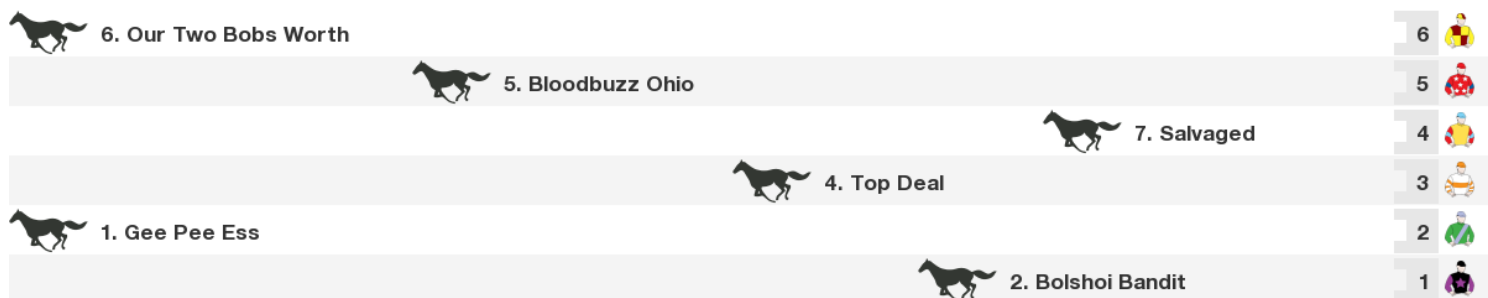 6. Our Two Bobs Worth 6
5. Bloodbuzz Ohio 5
7. Salvaged 4
4. Top Deal 3
1. Gee Pee Ess 2
2. Bolshoi Bandit 1